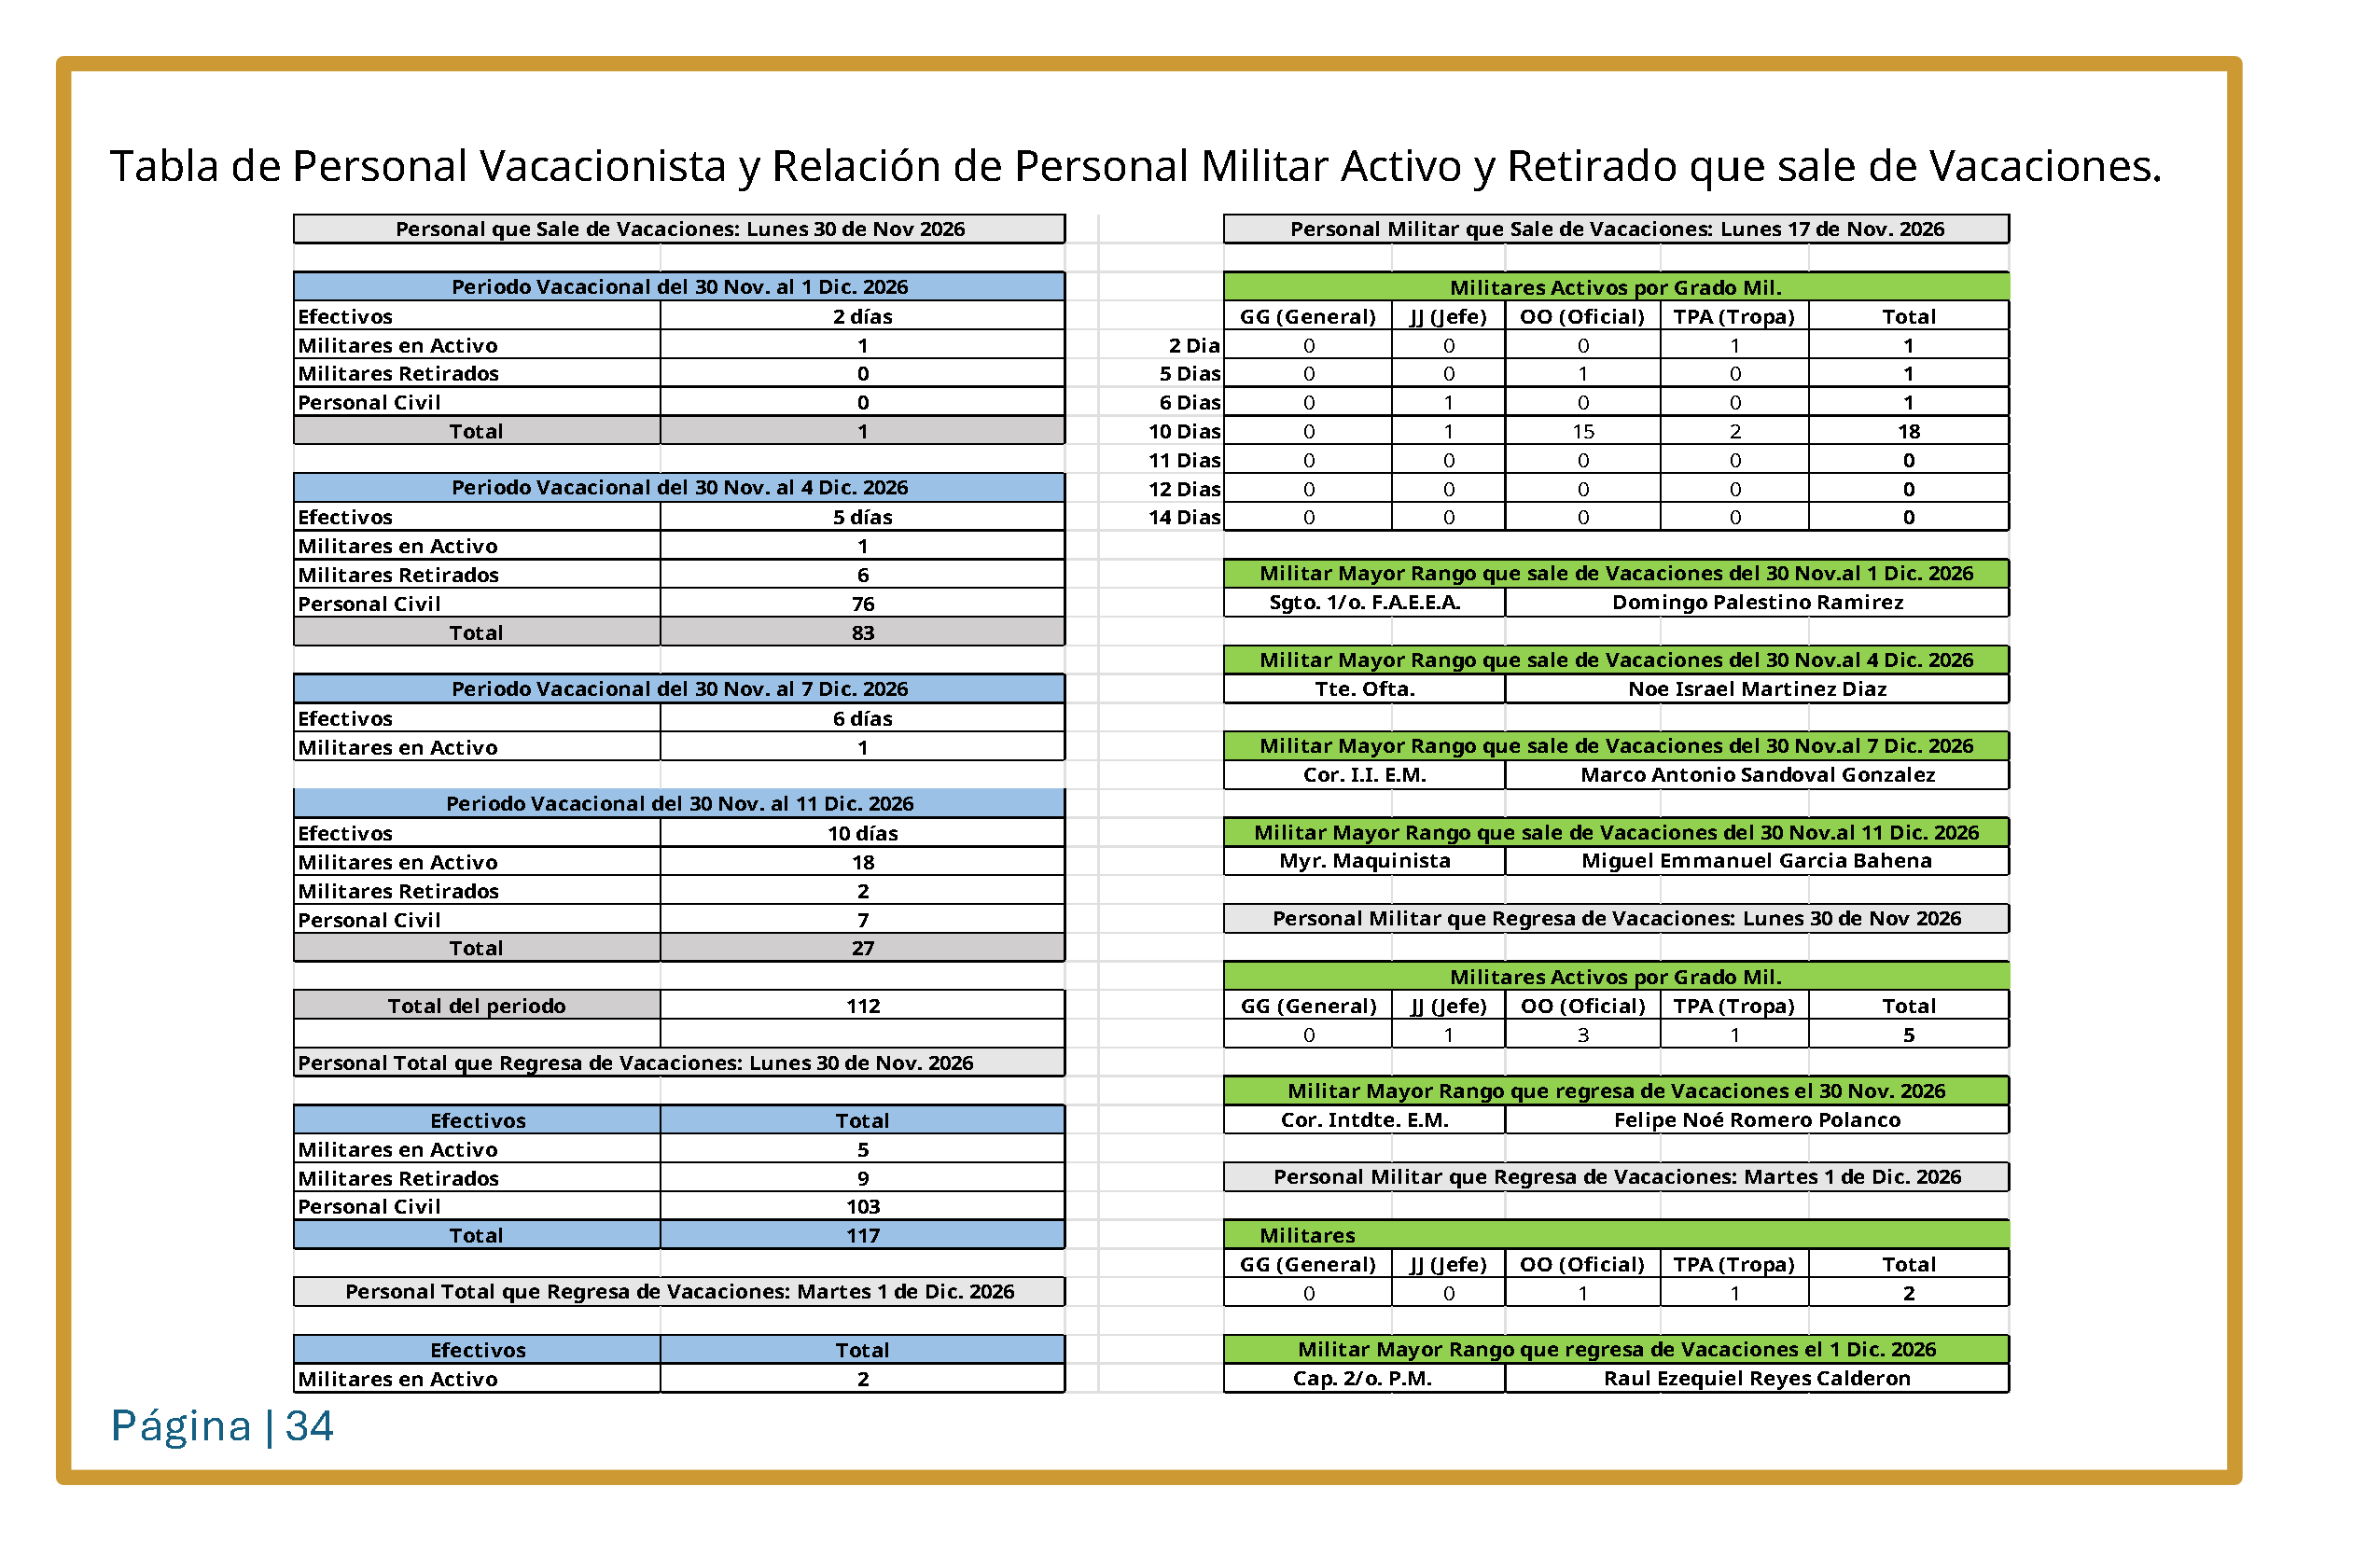 Tabla de Personal Vacacionista y Relación de Personal Militar Activo y Retirado que sale de Vacaciones.
Personal que Sale de Vacaciones: Lunes 30 de Nov 2026
Periodo Vacacional del 30 Nov. al 1 Dic. 2026
Efectivos 2 días
Militares en Activo 1
Militares Retirados 0
Personal Civil 0
Total 1
Periodo Vacacional del 30 Nov. al 4 Dic. 2026
Efectivos 5 días
Militares en Activo 1
Militares Retirados 6
Personal Civil 76
Total 83
Periodo Vacacional del 30 Nov. al 7 Dic. 2026
Efectivos 6 días
Militares en Activo 1
Periodo Vacacional del 30 Nov. al 11 Dic. 2026
Efectivos 10 días
Militares en Activo 18
Militares Retirados 2
Personal Civil 7
Total 27
Total del periodo 112
Personal Total que Regresa de Vacaciones: Lunes 30 de Nov. 2026
Efectivos Total
Militares en Activo 5
Militares Retirados 9
Personal Civil 103
Total 117
Personal Total que Regresa de Vacaciones: Martes 1 de Dic. 2026
Efectivos Total
Militares en Activo 2
Personal Militar que Sale de Vacaciones: Lunes 17 de Nov. 2026
Militares Activos por Grado Mil.
GG (General) JJ (Jefe) OO (Oficial) TPA (Tropa) Total
2 Dia 0 0 0 1 1
5 Dias 0 0 1 0 1
6 Dias 0 1 0 0 1
10 Dias 0 1 15 2 18
11 Dias 0 0 0 0 0
12 Dias 0 0 0 0 0
14 Dias 0 0 0 0 0
Militar Mayor Rango que sale de Vacaciones del 30 Nov.al 1 Dic. 2026
Sgto. 1/o. F.A.E.E.A. Domingo Palestino Ramirez
Militar Mayor Rango que sale de Vacaciones del 30 Nov.al 4 Dic. 2026
Tte. Ofta. Noe Israel Martinez Diaz
Militar Mayor Rango que sale de Vacaciones del 30 Nov.al 7 Dic. 2026
Cor. I.I. E.M. Marco Antonio Sandoval Gonzalez
Militar Mayor Rango que sale de Vacaciones del 30 Nov.al 11 Dic. 2026
Myr. Maquinista Miguel Emmanuel Garcia Bahena
Personal Militar que Regresa de Vacaciones: Lunes 30 de Nov 2026
Militares Activos por Grado Mil.
GG (General) JJ (Jefe) OO (Oficial) TPA (Tropa) Total
0 1 3 1 5
Militar Mayor Rango que regresa de Vacaciones el 30 Nov. 2026
Cor. Intdte. E.M. Felipe Noé Romero Polanco
Personal Militar que Regresa de Vacaciones: Martes 1 de Dic. 2026
Militares
GG (General) JJ (Jefe) OO (Oficial) TPA (Tropa) Total
0 0 1 1 2
Militar Mayor Rango que regresa de Vacaciones el 1 Dic. 2026
Cap. 2/o. P.M. Raul Ezequiel Reyes Calderon
Página | 34